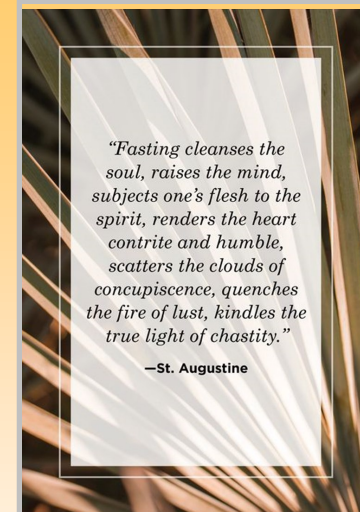 “Fasting cleanses the
soul, raises the mind,
subjects one’s flesh to the
spirit, renders the heart
contrite and humble,
scatters the clouds of
concupiscence, quenches
the fire of lust, kindles the
true light of chastity.”
—St. Augustine